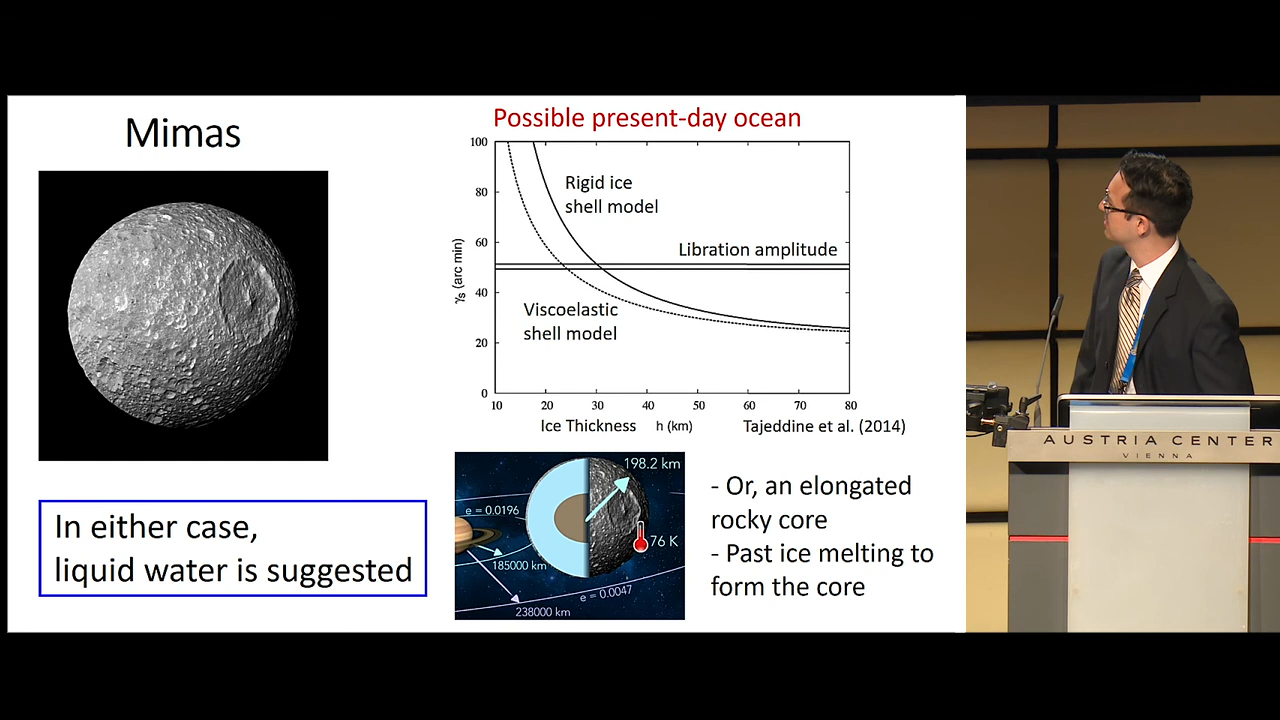 Mimas
In either case,
liquid water is suggested
Possible present-day ocean
100
80
60
40
20
0
γs (arc min)
Rigid ice
shell model
Libration amplitude
Viscoelastic
shell model
10 20 30 40 50 60 70 80
Ice Thickness h (km) Tajeddine et al. (2014)
198.2 km
e = 0.0196
76 K
185000 km
e = 0.0047
238000 km
- Or, an elongated
rocky core
- Past ice melting to
form the core
AUSTRIA CENTER
VIENNA